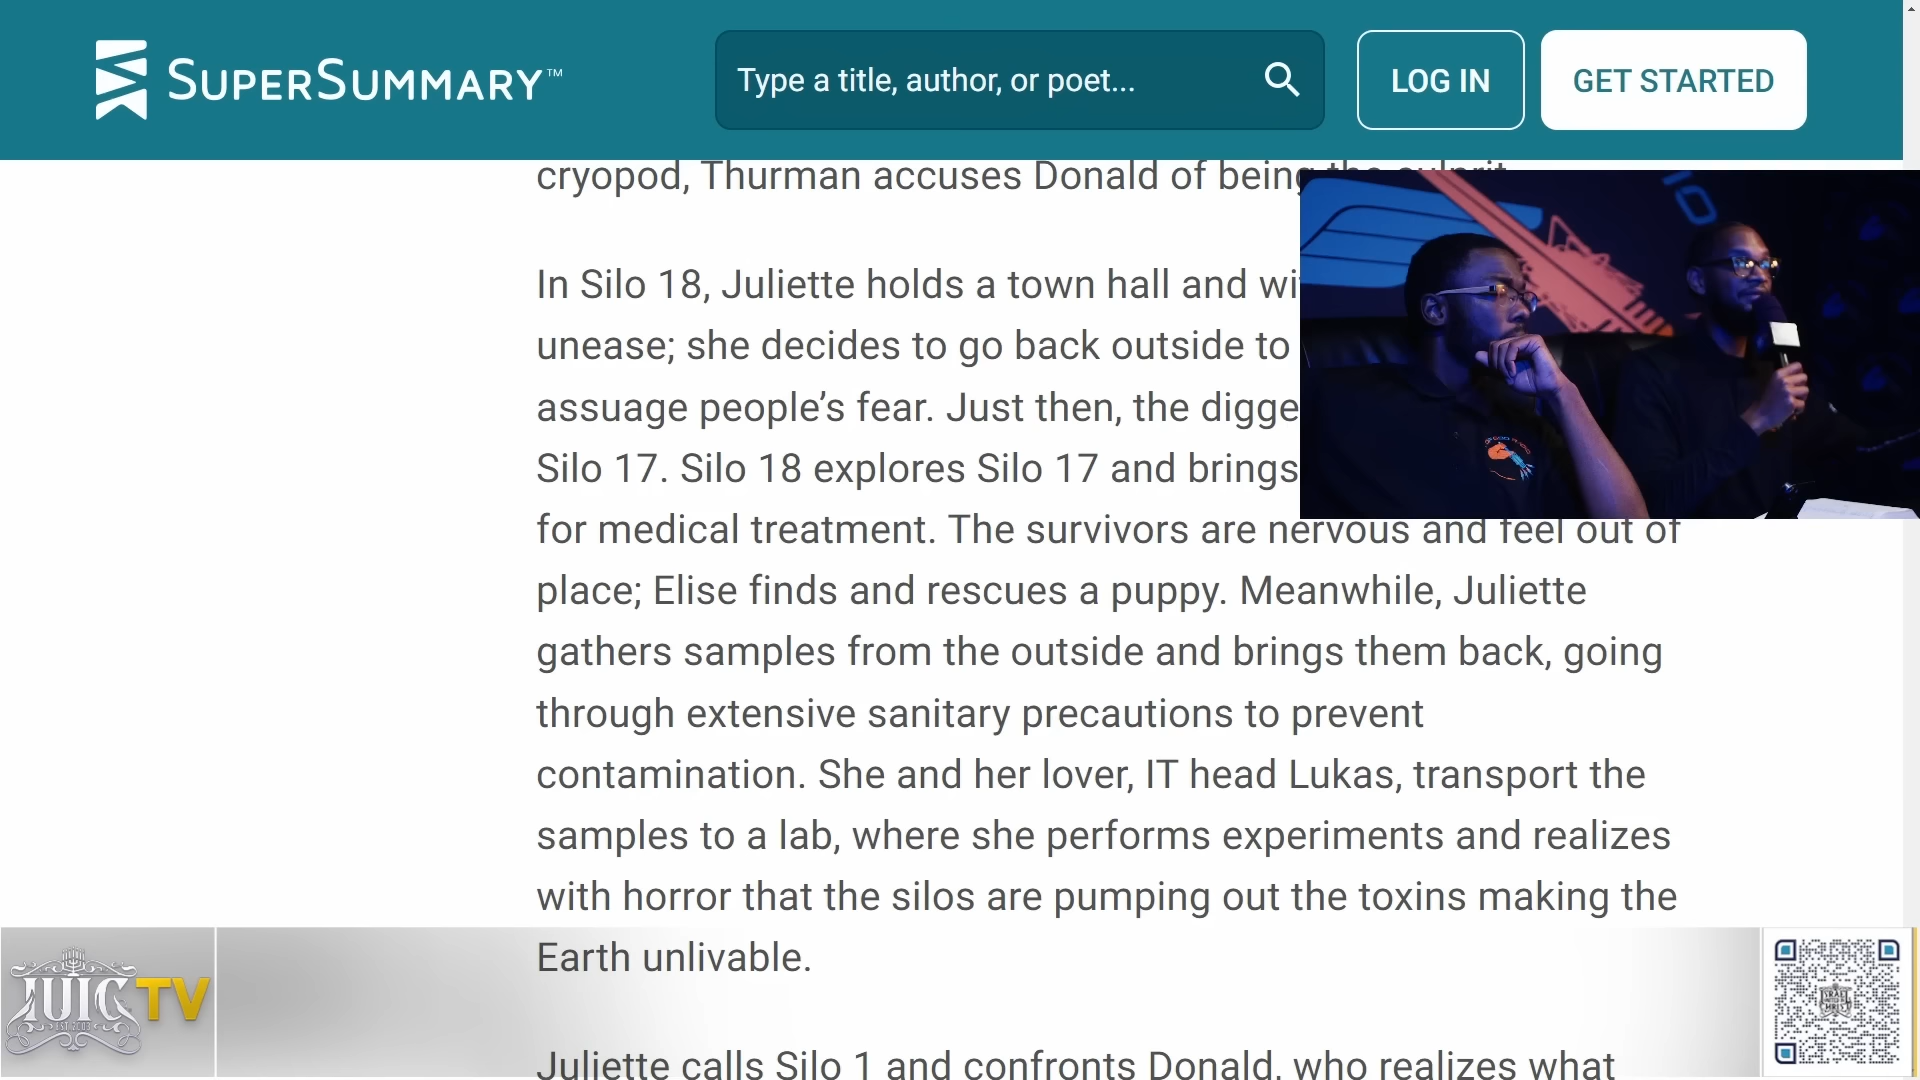 SUPERSUMMARY™
Type a title, author, or poet...
LOG IN
GET STARTED
cryopod, Thurman accuses Donald of being the culprit
In Silo 18, Juliette holds a town hall and
unease; she decides to go back outside to
assuage people’s fear. Just then, the
Silo 17. Silo 18 explores Silo 17 and brings
for medical treatment. The survivors are nervous and feel out of
place; Elise finds and rescues a puppy. Meanwhile, Juliette
gathers samples from the outside and brings them back, going
through extensive sanitary precautions to prevent
contamination. She and her lover, IT head Lukas, transport the
samples to a lab, where she performs experiments and realizes
with horror that the silos are pumping out the toxins making the
Earth unlivable.
Juliette calls Silo 1 and confronts Donald, who realizes what
IUIC TV
EST. 2003